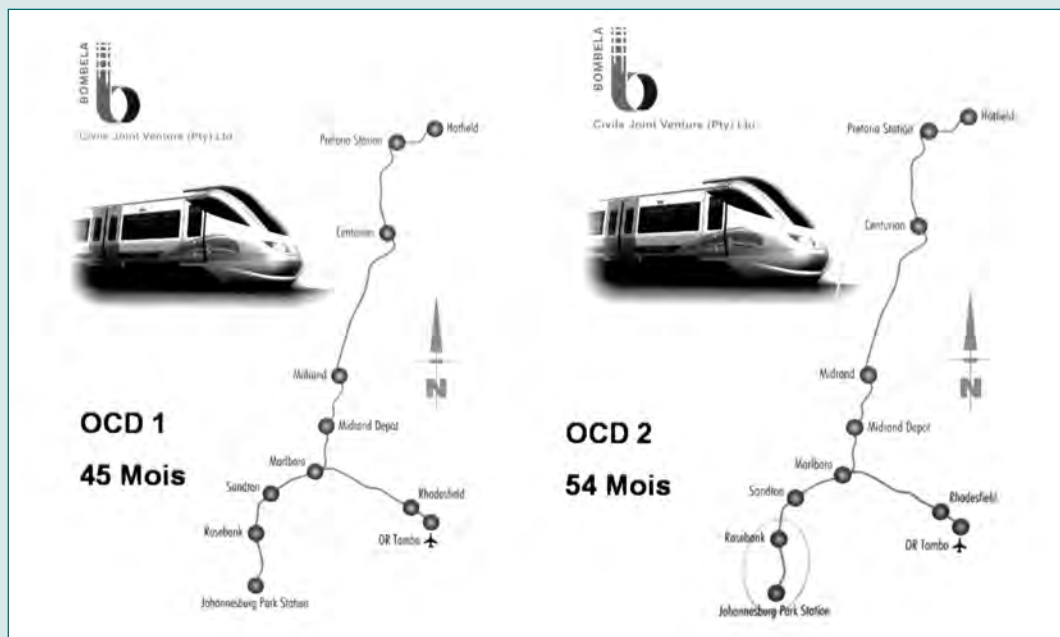 BOMBELA
Civils Joint Venture (Pty) Ltd
Hatfield
Pretoria Station
Centurion
N
Midrand
OCD 1
Midrand Depot
45 Mois
Marlboro
Sandton
Rhodesfield
Rosebank
OR Tambo
Johannesburg Park Station
BOMBELA
Civils Joint Venture (Pty) Ltd
Hatfield
Pretoria Station
Centurion
N
Midrand
OCD 2
Midrand Depot
54 Mois
Marlboro
Sandton
Rhodesfield
Rosebank
OR Tambo
Johannesburg Park Station